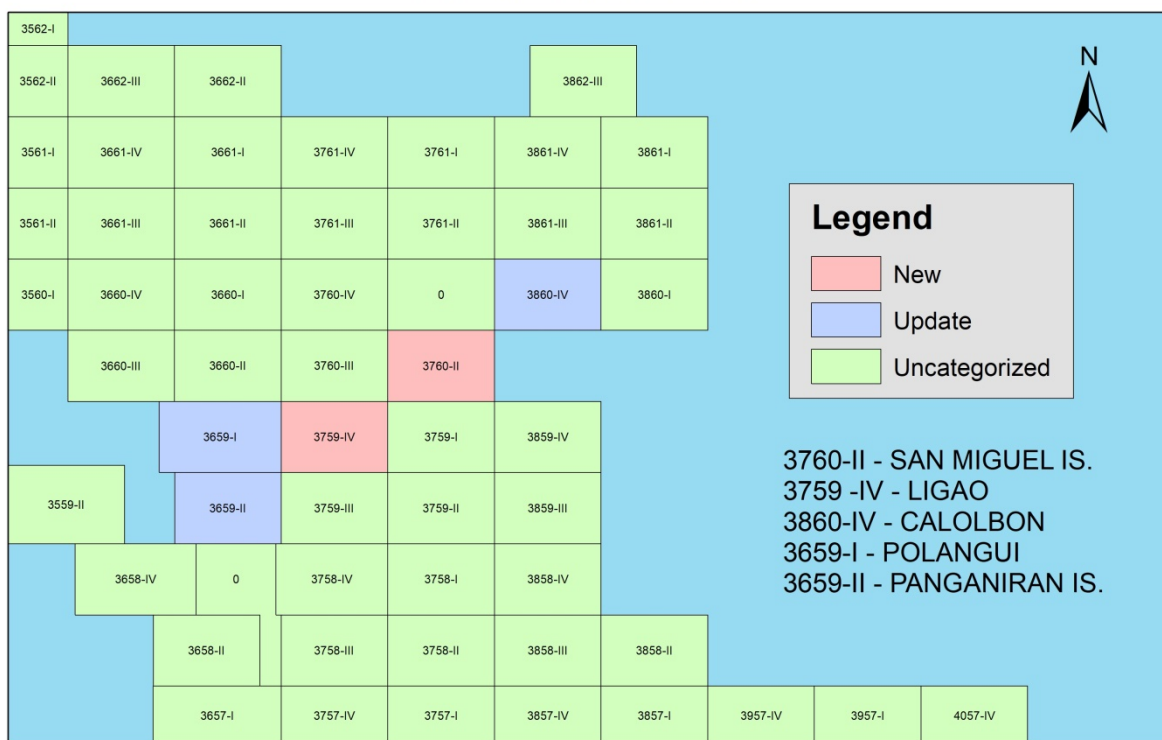 3562-I
3562-II 3662-III 3662-II 3862-III
N
3561-I 3661-IV 3661-I 3761-IV 3761-I 3861-IV 3861-I
3561-II 3661-III 3661-II 3761-III 3761-II 3861-III 3861-II
3560-I 3660-IV 3660-I 3760-IV 0 3860-IV 3860-I
3660-III 3660-II 3760-III 3760-II
3659-I 3759-IV 3759-I 3859-IV
3559-II 3659-II 3759-III 3759-II 3859-III
3658-IV 0 3758-IV 3758-I 3858-IV
3658-II 3758-III 3758-II 3858-III 3858-II
3657-I 3757-IV 3757-I 3857-IV 3857-I 3957-IV 3957-I 4057-IV
Legend
New
Update
Uncategorized
3760-II - SAN MIGUEL IS.
3759 -IV - LIGAO
3860-IV - CALOLBON
3659-I - POLANGUI
3659-II - PANGANIRAN IS.